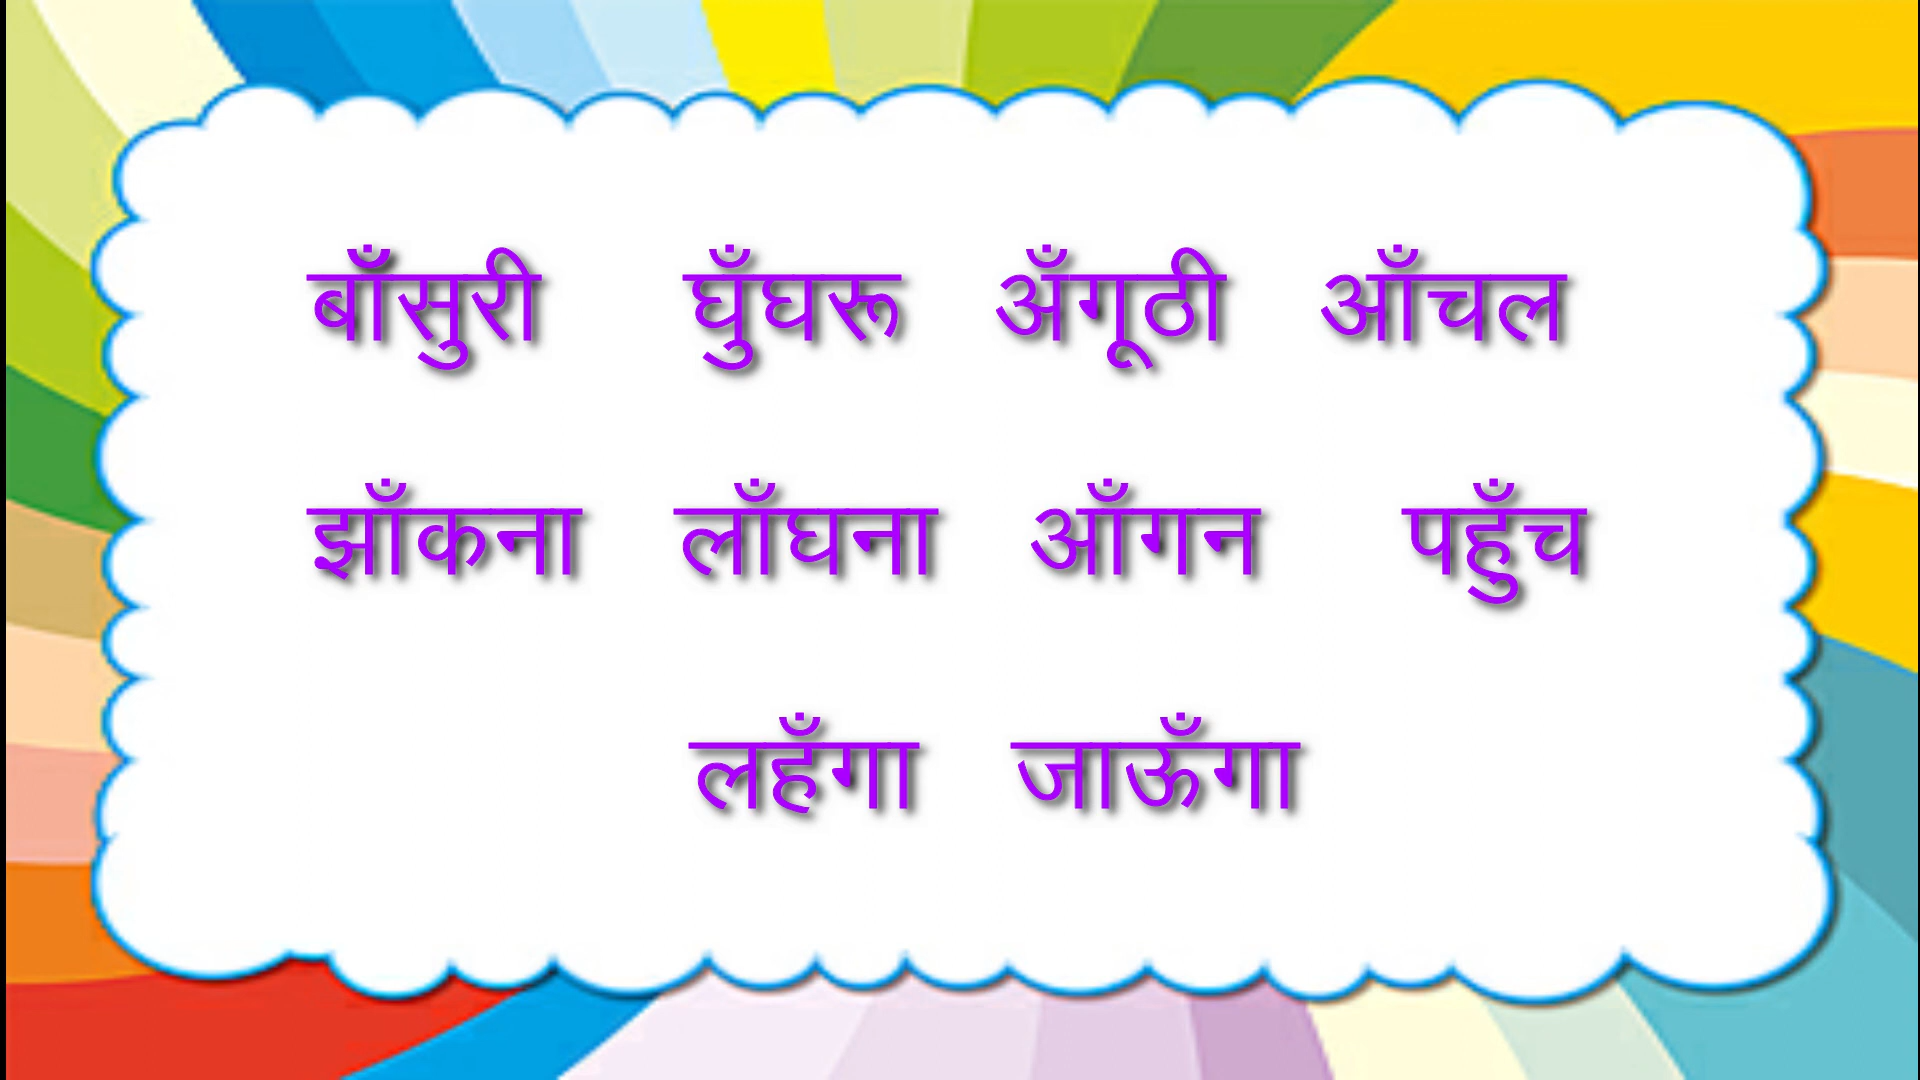 बाँसुरी घुँघरू अँगूठी आँचल
झाँकना लाँघना आँगन पहुँच
लहँगा जाऊँगा